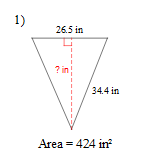 1)
26.5 in
? in
34.4 in
Area = 424 in²